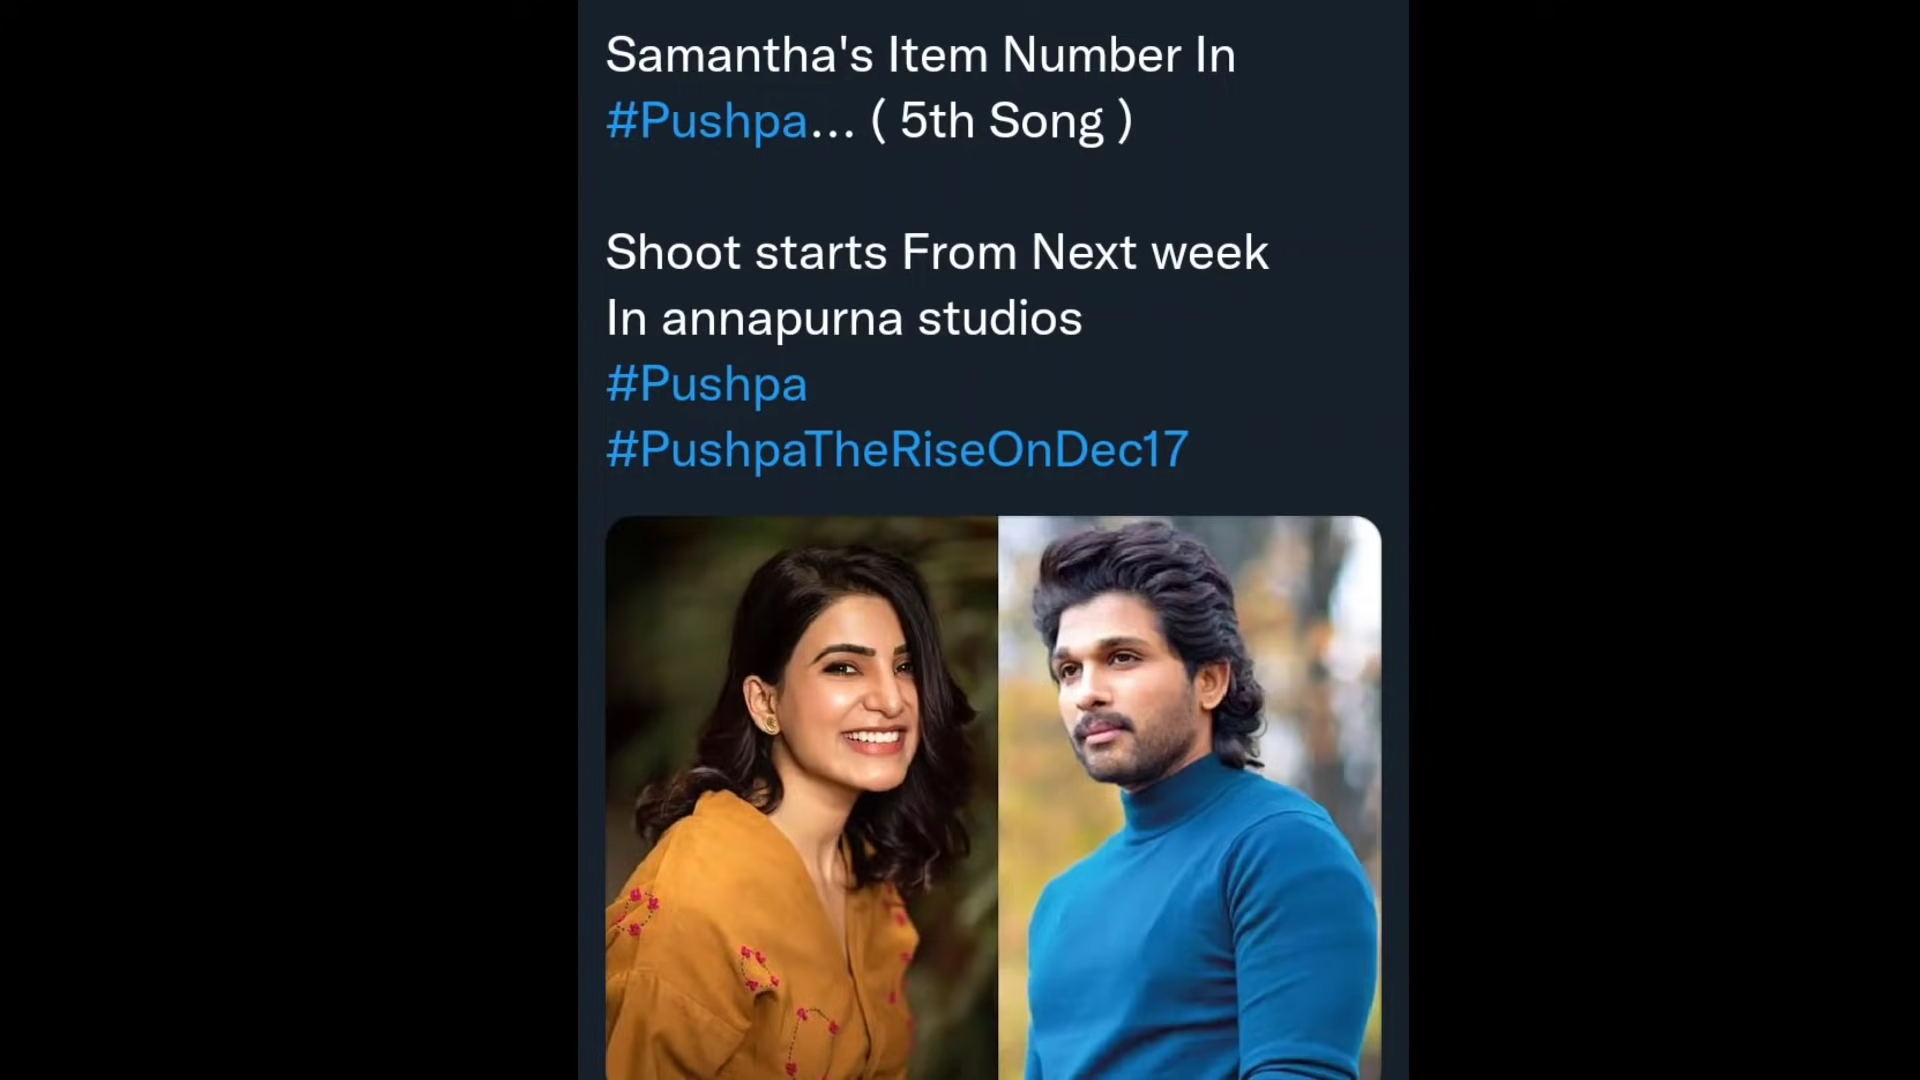 Samantha's Item Number In
#Pushpa... ( 5th Song )
Shoot starts From Next week
In annapurna studios
#Pushpa
#PushpaTheRiseOnDec17